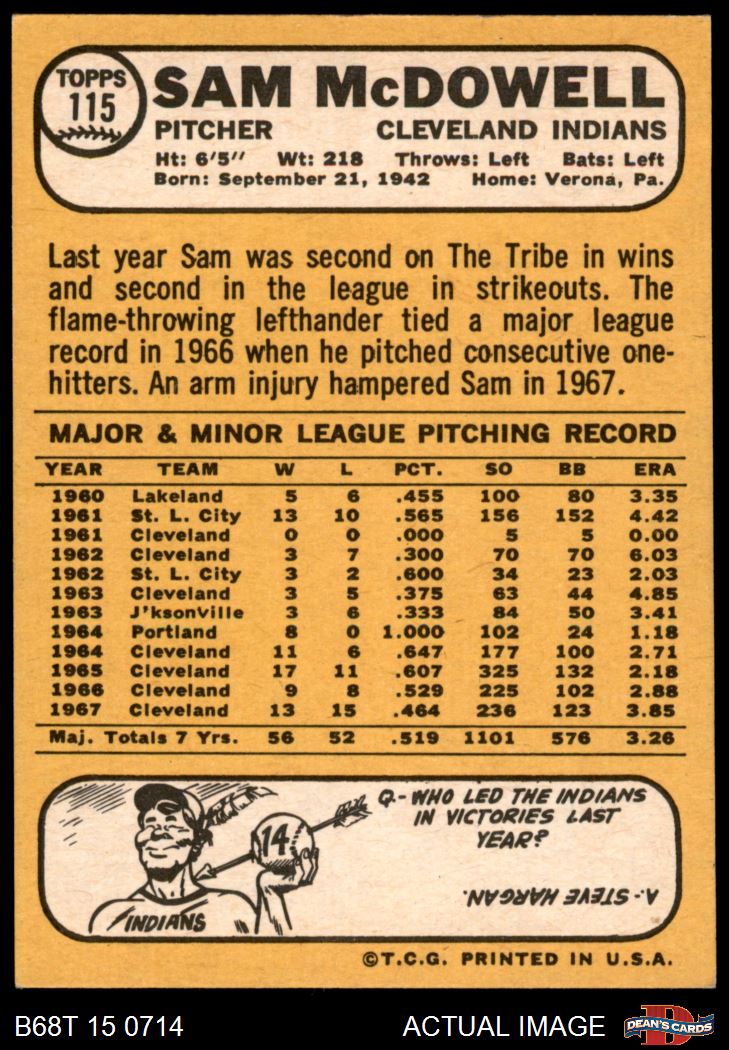 TOPPS
115
SAM McDOWELL
PITCHER CLEVELAND INDIANS
Ht: 6'5" Wt: 218 Throws: Left Bats: Left
Born: September 21, 1942 Home: Verona, Pa.
Last year Sam was second on The Tribe in wins
and second in the league in strikeouts. The
flame-throwing lefthander tied a major league
record in 1966 when he pitched consecutive one-
hitters. An arm injury hampered Sam in 1967.
MAJOR & MINOR LEAGUE PITCHING RECORD
YEAR TEAM W L PCT. SO BB ERA
1960 Lakeland 5 6 .455 100 80 3.35
1961 St. L. City 13 10 .565 156 152 4.42
1961 Cleveland 0 0 .000 5 5 0.00
1962 Cleveland 3 7 .300 70 70 6.03
1962 St. L. City 3 2 .600 34 23 2.03
1963 Cleveland 3 5 .375 63 44 4.85
1963 J'ksonville 3 6 .333 84 50 3.41
1964 Portland 8 0 1.000 102 24 1.18
1964 Cleveland 11 6 .647 177 100 2.71
1965 Cleveland 17 11 .607 325 132 2.18
1966 Cleveland 9 8 .529 225 102 2.88
1967 Cleveland 13 15 .464 236 123 3.85
Maj. Totals 7 Yrs. 56 52 .519 1101 576 3.26
Q.-WHO LED THE INDIANS
IN VICTORIES LAST
YEAR?
14
A.-STEVE HARGAN.
INDIANS
©T.C.G. PRINTED IN U.S.A.
B68T 15 0714 ACTUAL IMAGE
D
DEAN'S CARDS